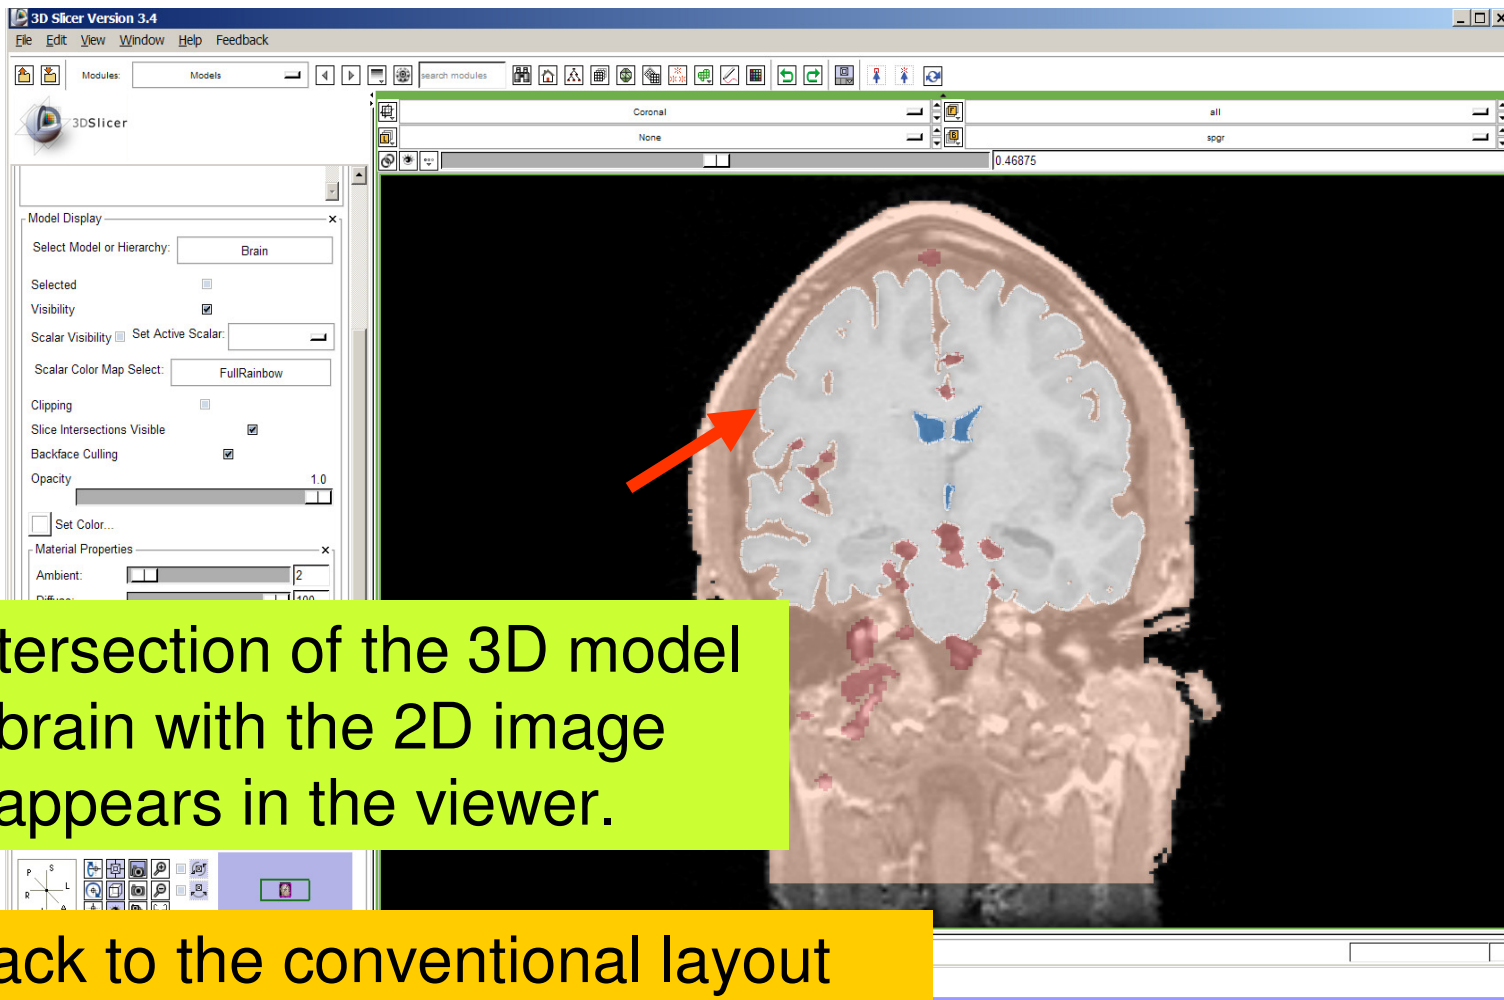 3D Slicer Version 3.4
File Edit View Window Help Feedback
Modules: Models search modules
3DSlicer
Coronal all
None spgr
0.46875
Model Display
Select Model or Hierarchy: Brain
Selected
Visibility
Scalar Visibility Set Active Scalar:
Scalar Color Map Select: FullRainbow
Clipping
Slice Intersections Visible
Backface Culling
Opacity 1.0
Set Color...
Material Properties
Ambient: 2
Diffuse: 100
tersection of the 3D model
brain with the 2D image
appears in the viewer.
P S
R L
A
ack to the conventional layout